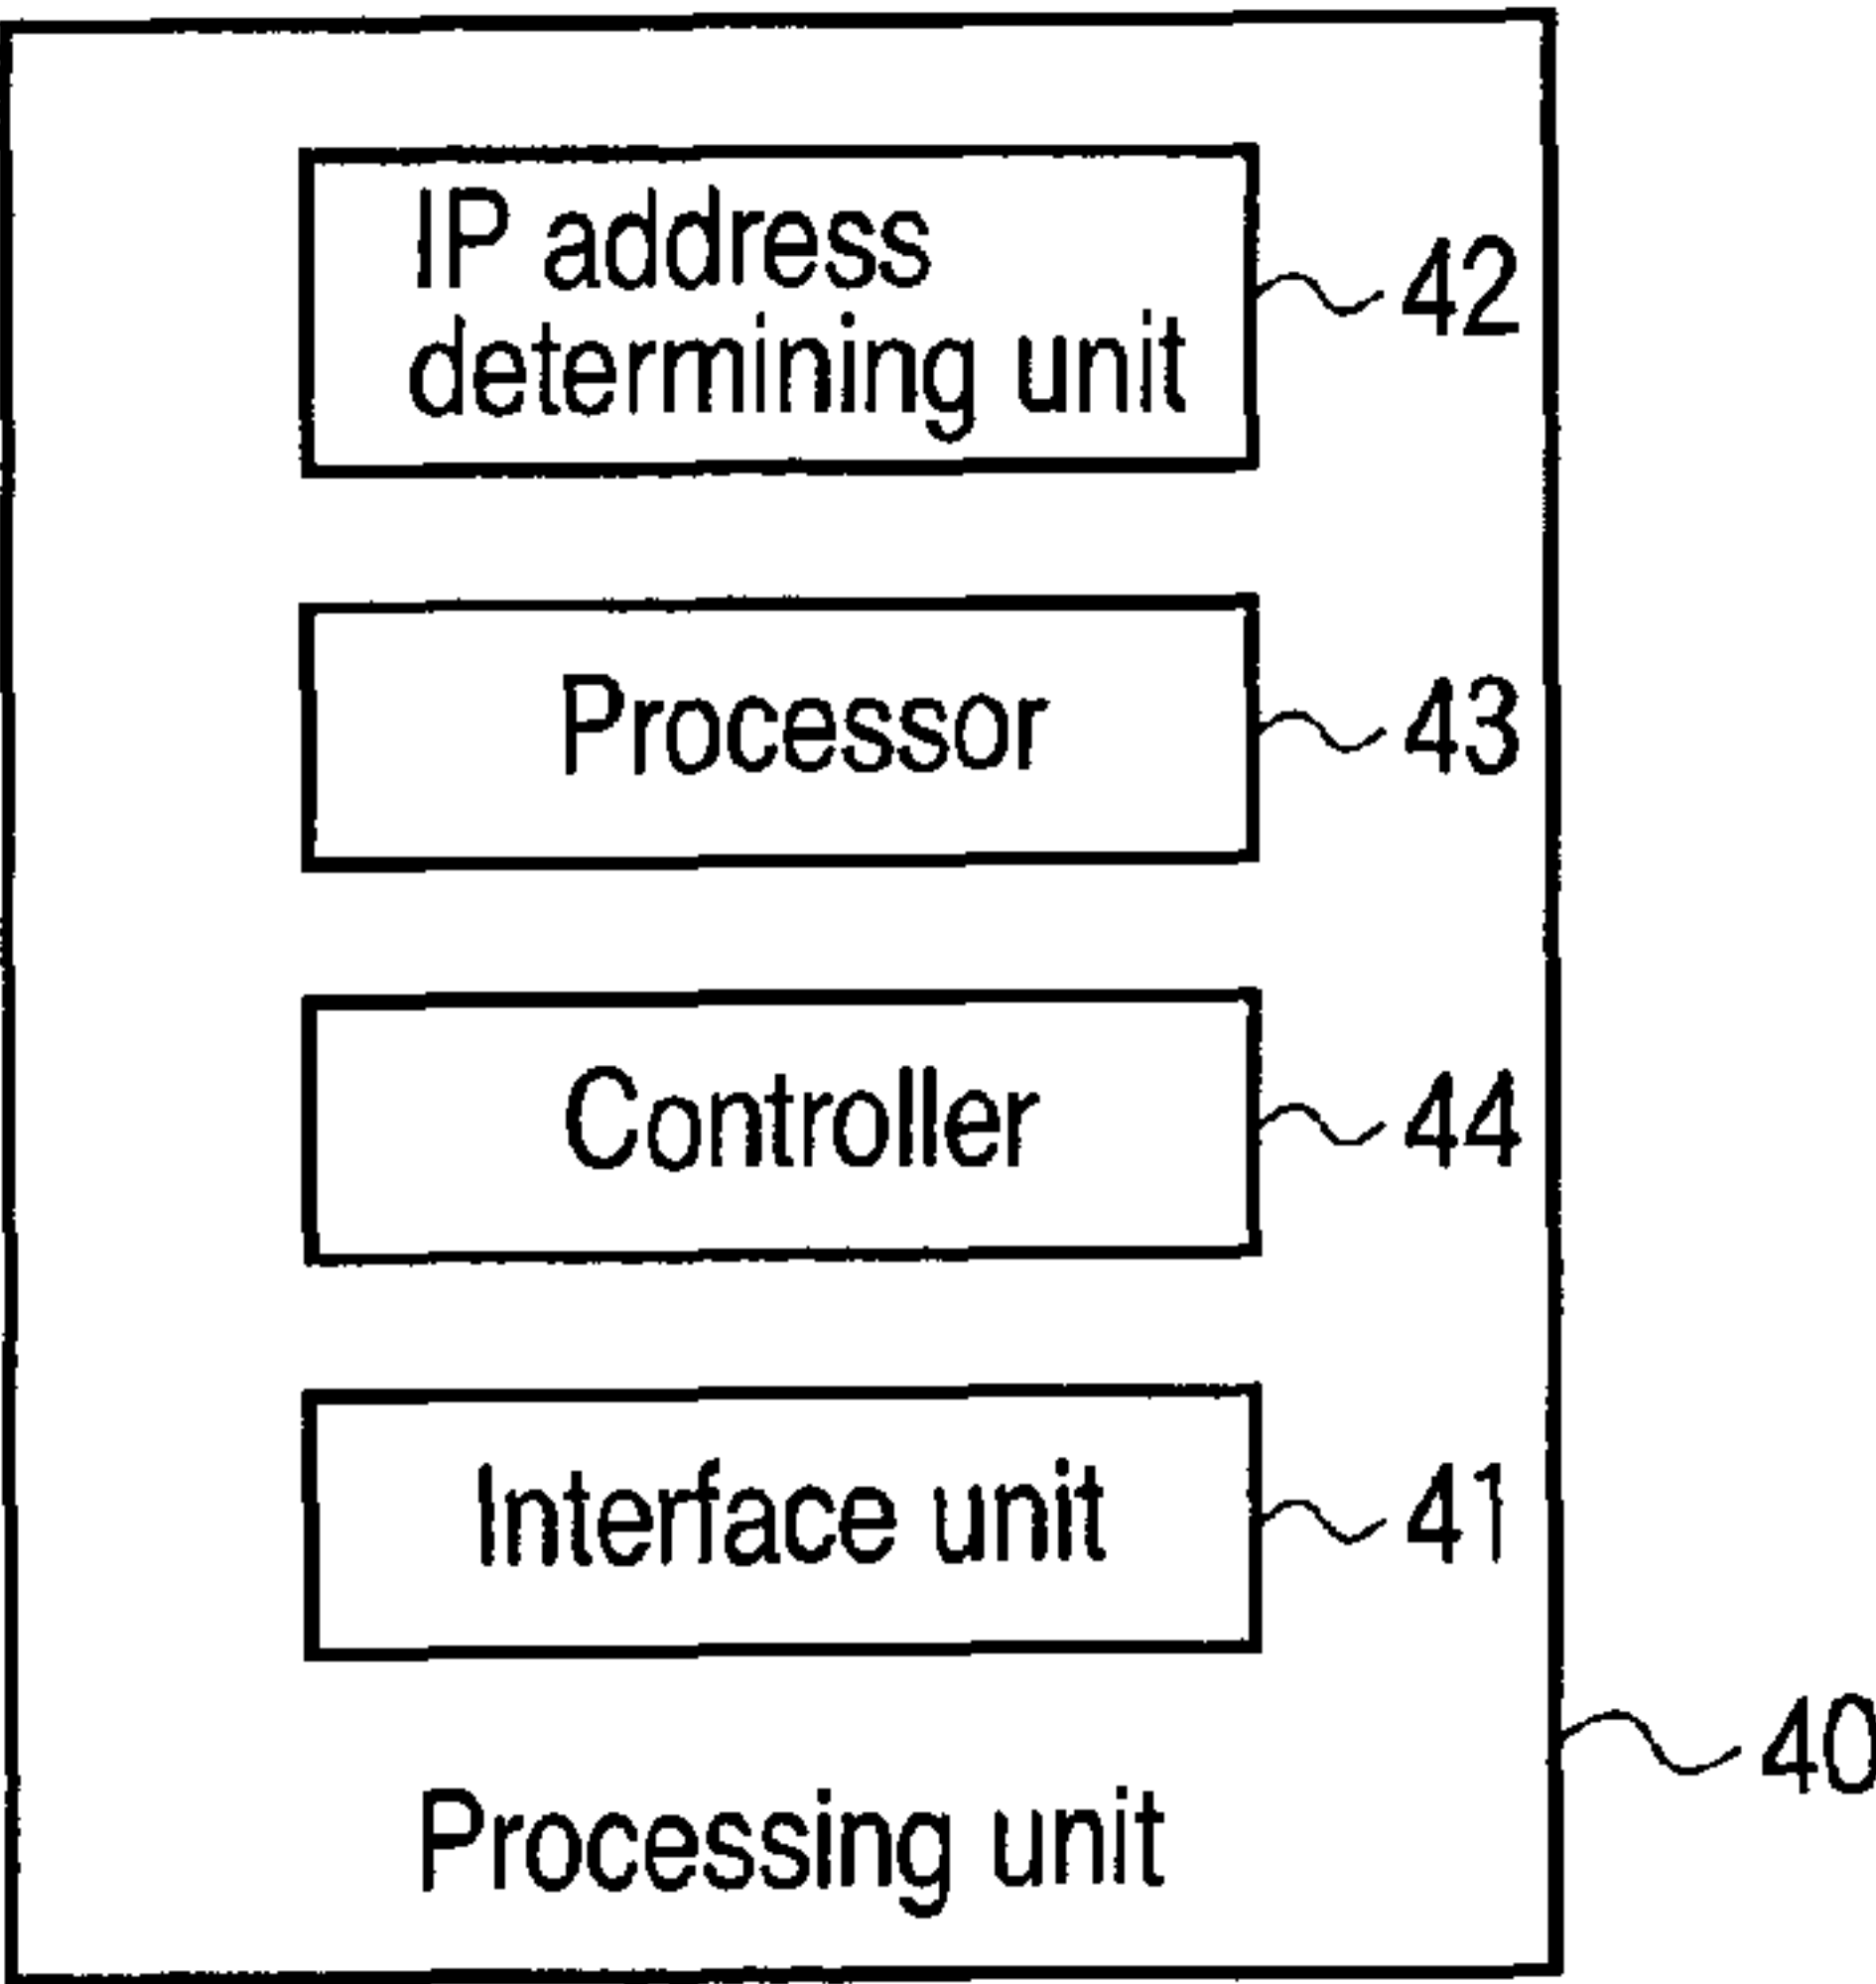 IP address
determining unit
42
Processor
43
Controller
44
Interface unit
41
40
Processing unit